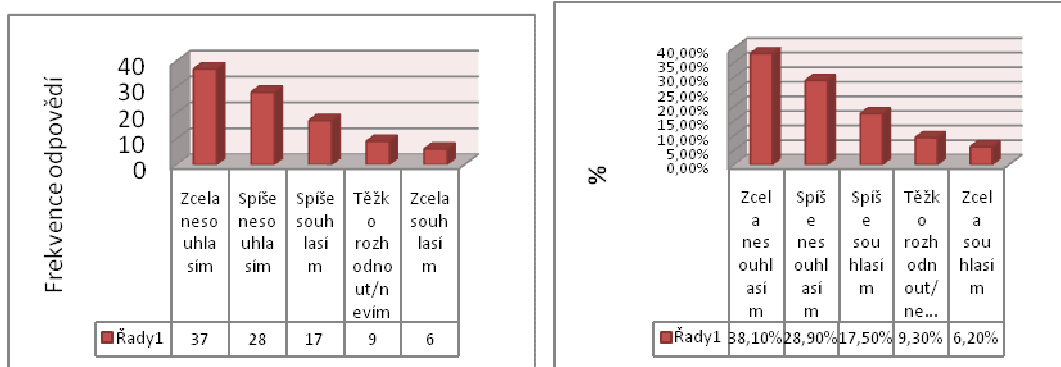 Frekvence odpovědí
40
30
20
10
0
Zcela
neso
uhla
sím
Spíše
neso
uhla
sím
Spíše
souh
lasí
m
Těžk
o
rozh
odno
ut/n
evím
Zcela
souh
lasí
m
Řady1 37 28 17 9 6
%
40,00%
35,00%
30,00%
25,00%
20,00%
15,00%
10,00%
5,00%
0,00%
Zcel
a
nes
ouhl
así
m
Spíš
e
nes
ouhl
así
m
Spíš
e
sou
hlasí
m
Těžk
o
rozh
odn
out/
ne...
Zcel
a
sou
hlasí
m
Řady1 38,10% 28,90% 17,50% 9,30% 6,20%